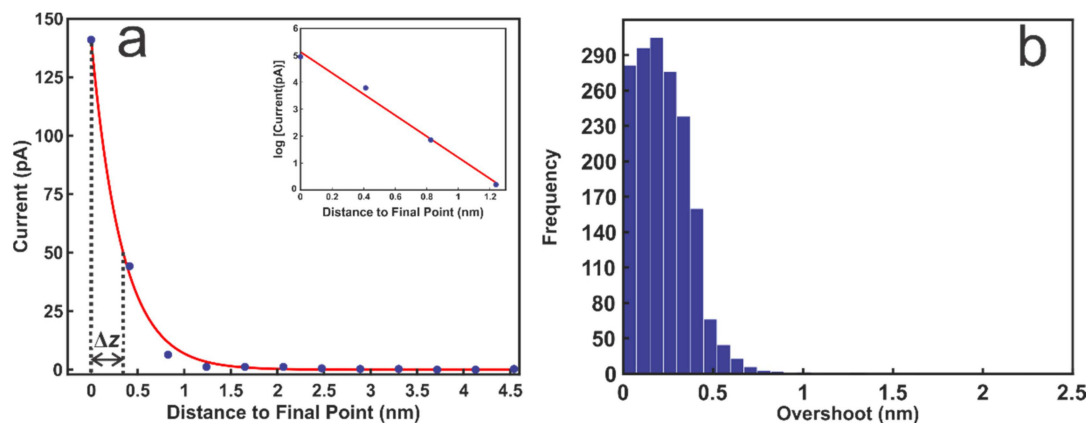 a
Current (pA)
150
125
100
75
50
25
0
Δz
0 0.5 1 1.5 2 2.5 3 3.5 4 4.5
Distance to Final Point (nm)
log [Current(pA)]
6
5
4
3
2
1
0
0 0.2 0.4 0.6 0.8 1 1.2
Distance to Final Point (nm)
b
Frequency
290
260
230
200
170
140
110
80
50
0
0 0.5 1 1.5 2 2.5
Overshoot (nm)